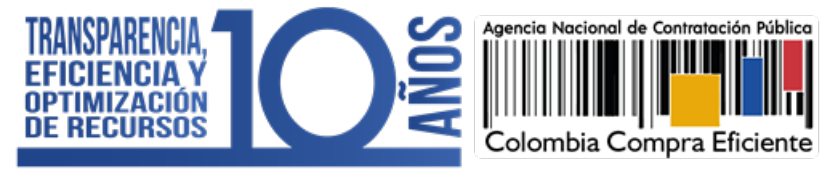 TRANSPARENCIA,
EFICIENCIA Y
OPTIMIZACIÓN
DE RECURSOS
10
AÑOS
Agencia Nacional de Contratación Pública
Colombia Compra Eficiente